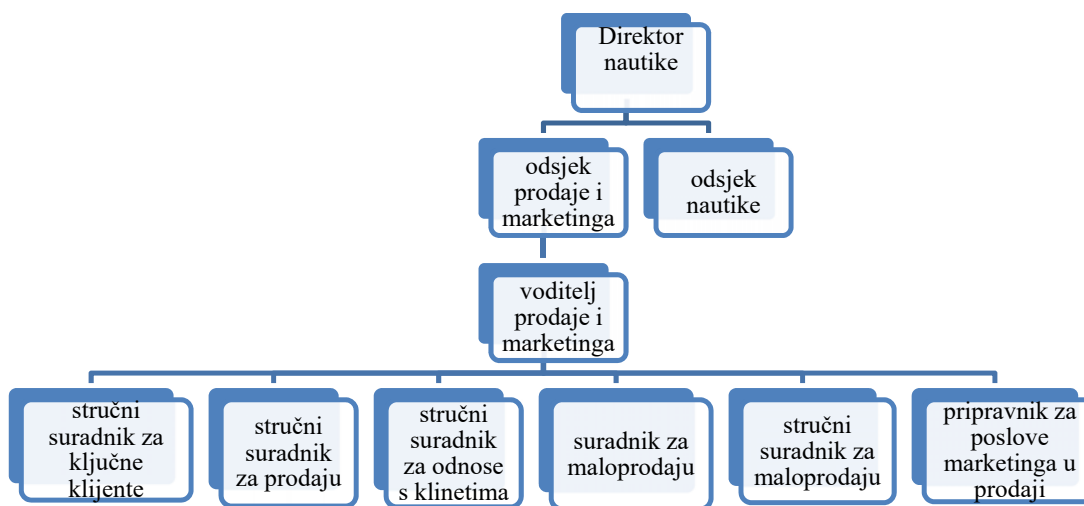 Direktor
nautike
odsjek
prodaje i
marketinga
odsjek
nautike
voditelj
prodaje i
marketinga
stručni
suradnik za
ključne
klijente
stručni
suradnik
za prodaju
stručni
suradnik
za odnose
s klinetima
suradnik za
maloprodaju
stručni
suradnik za
maloprodaju
pripravnik za
poslove
marketinga u
prodaji